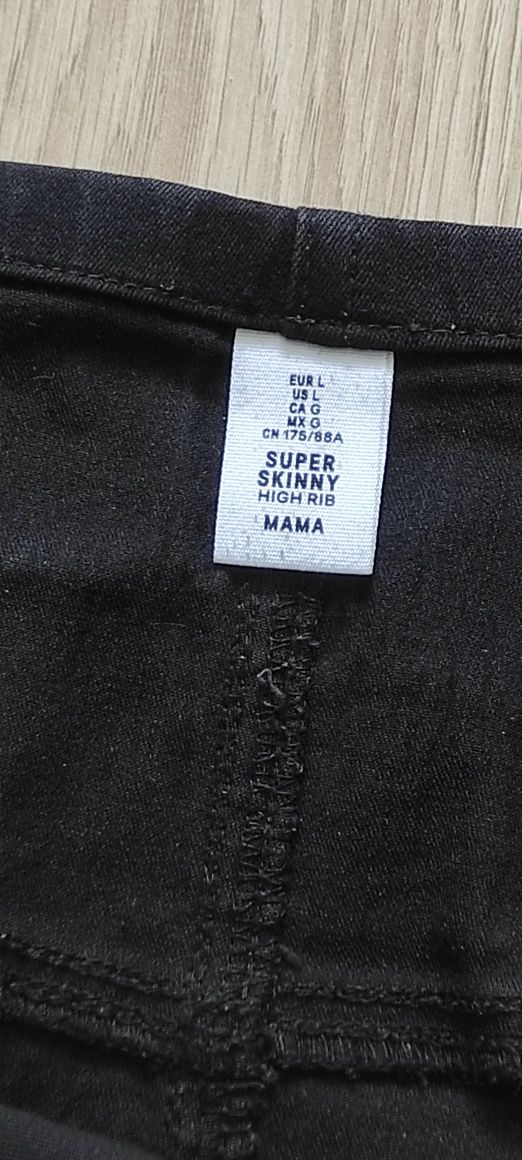 EUR L
US L
CA G
MX G
CN 175/88A
SUPER
SKINNY
HIGH RIB
MAMA